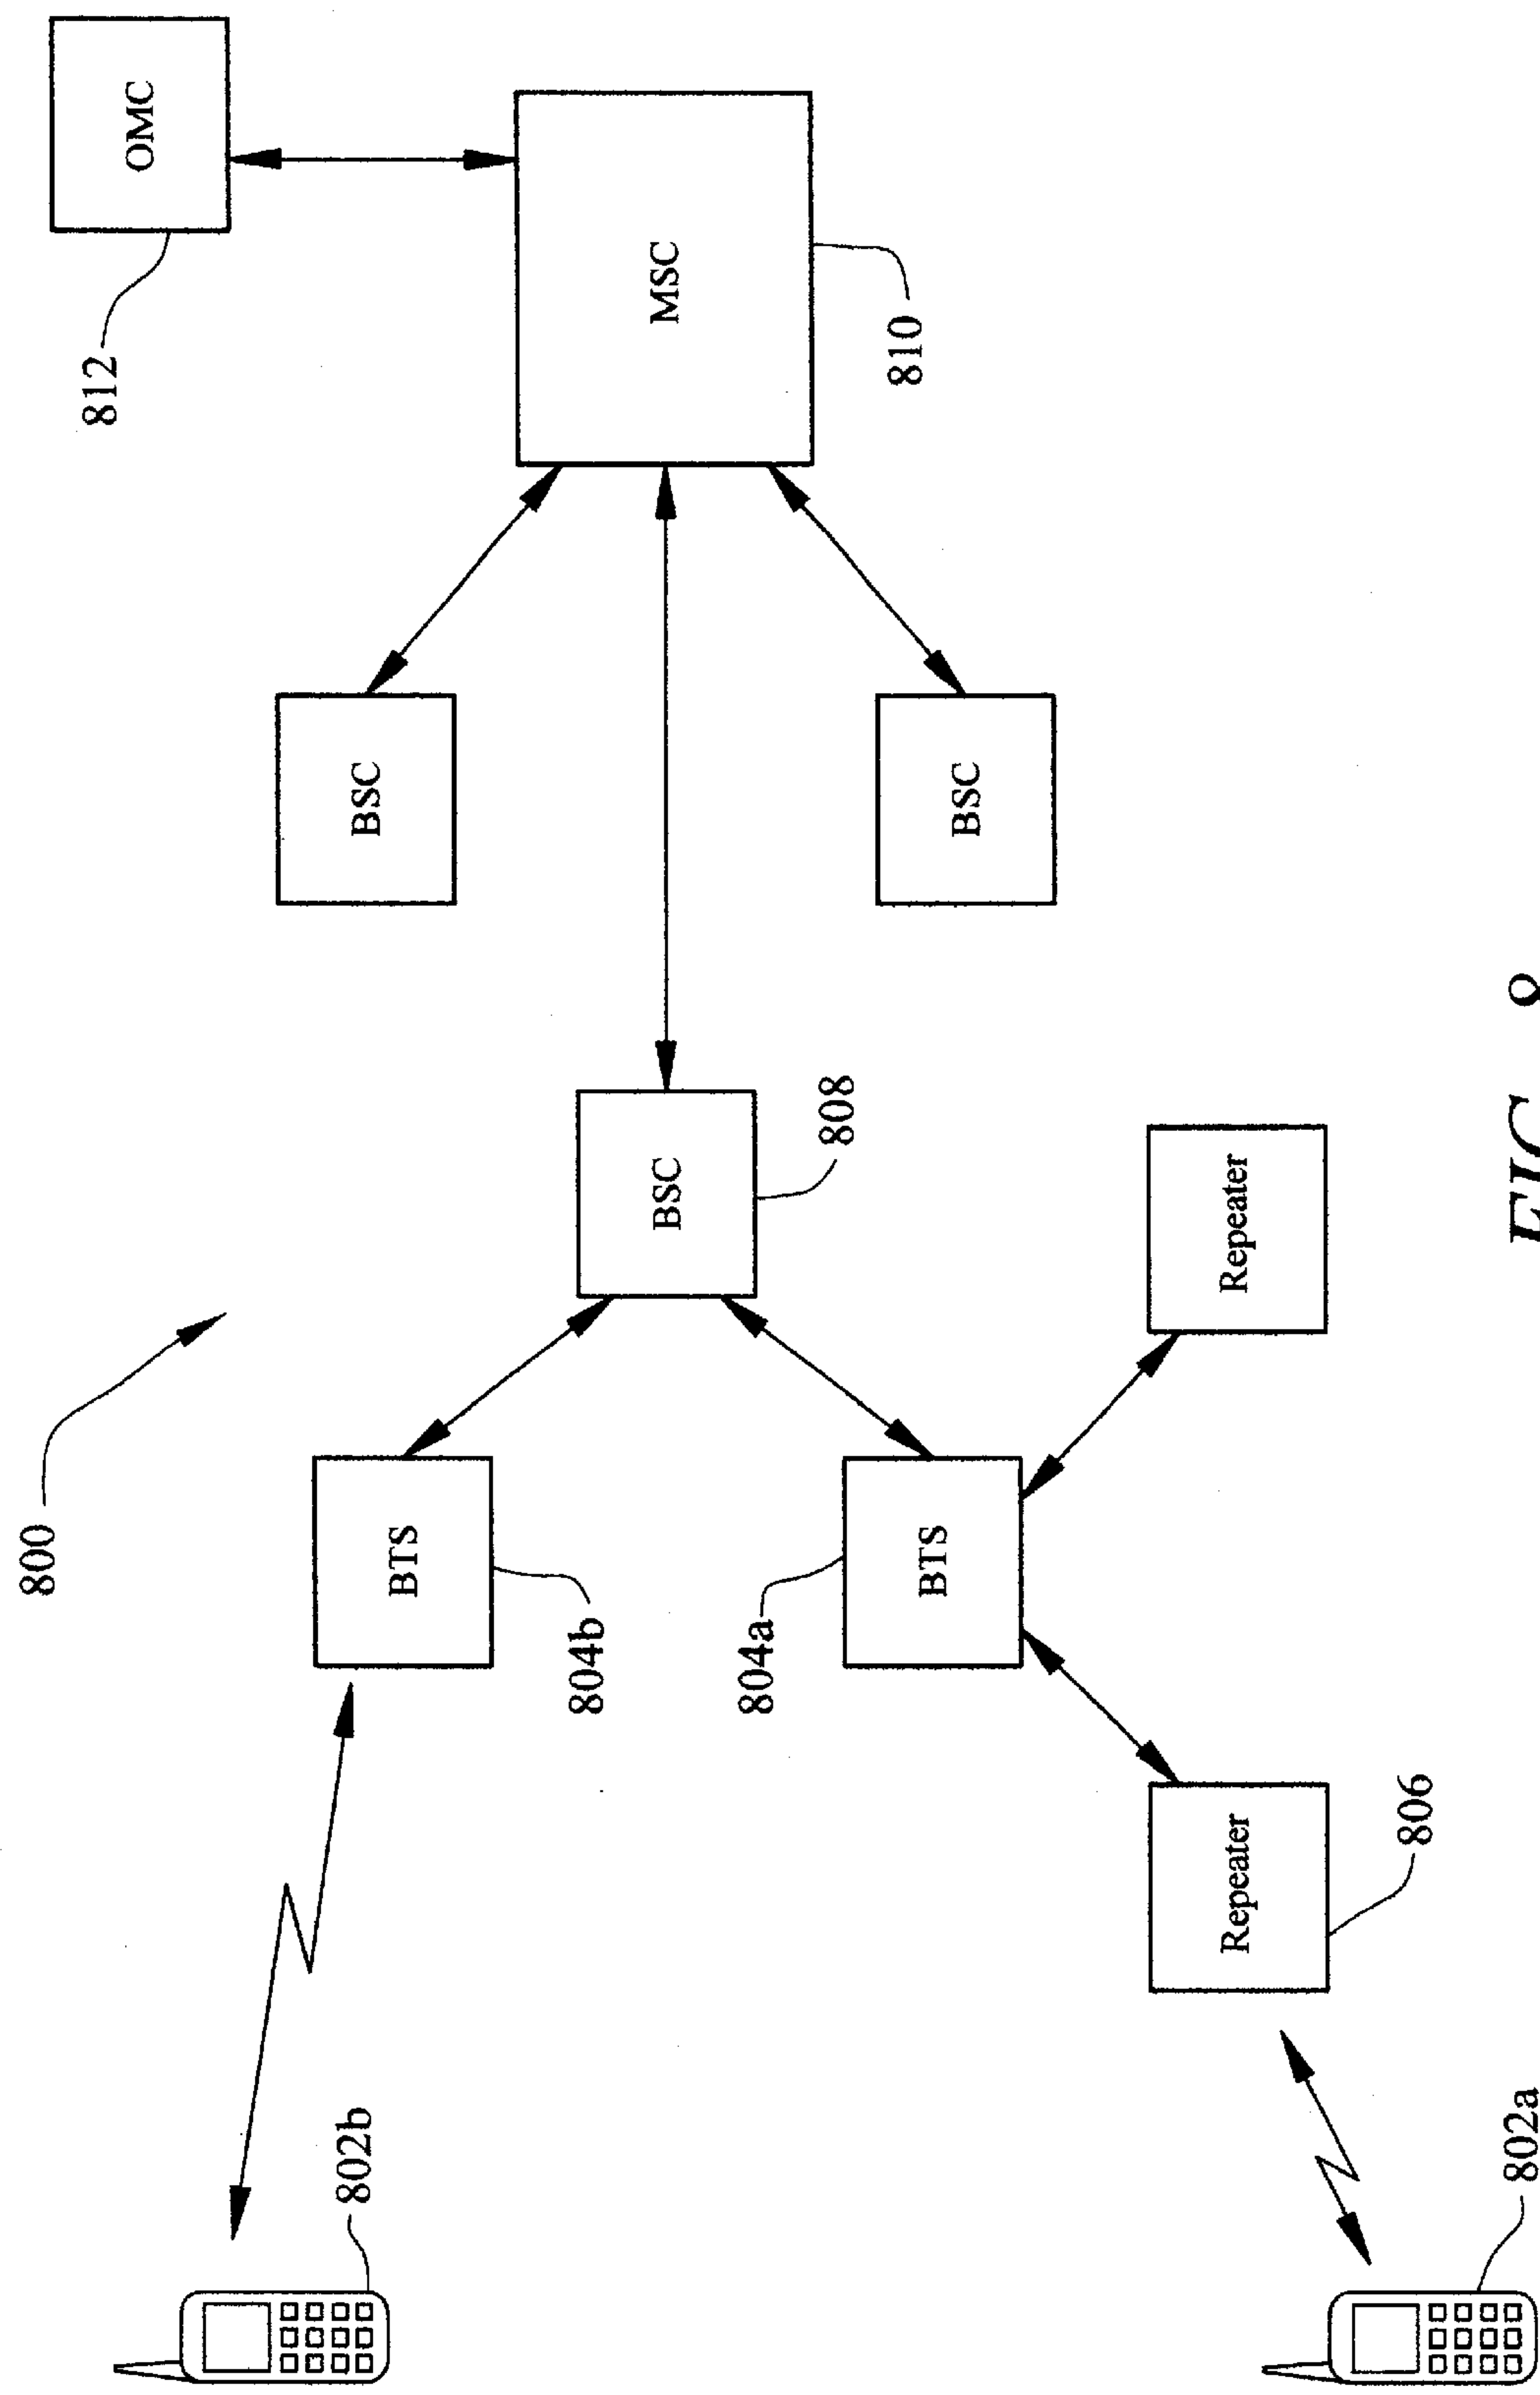 800
OMC
812
MSC
810
BSC
BSC
BSC
808
BTS
804b
804a
BTS
Repeater
Repeater
806
802b
802a
FIG. 8